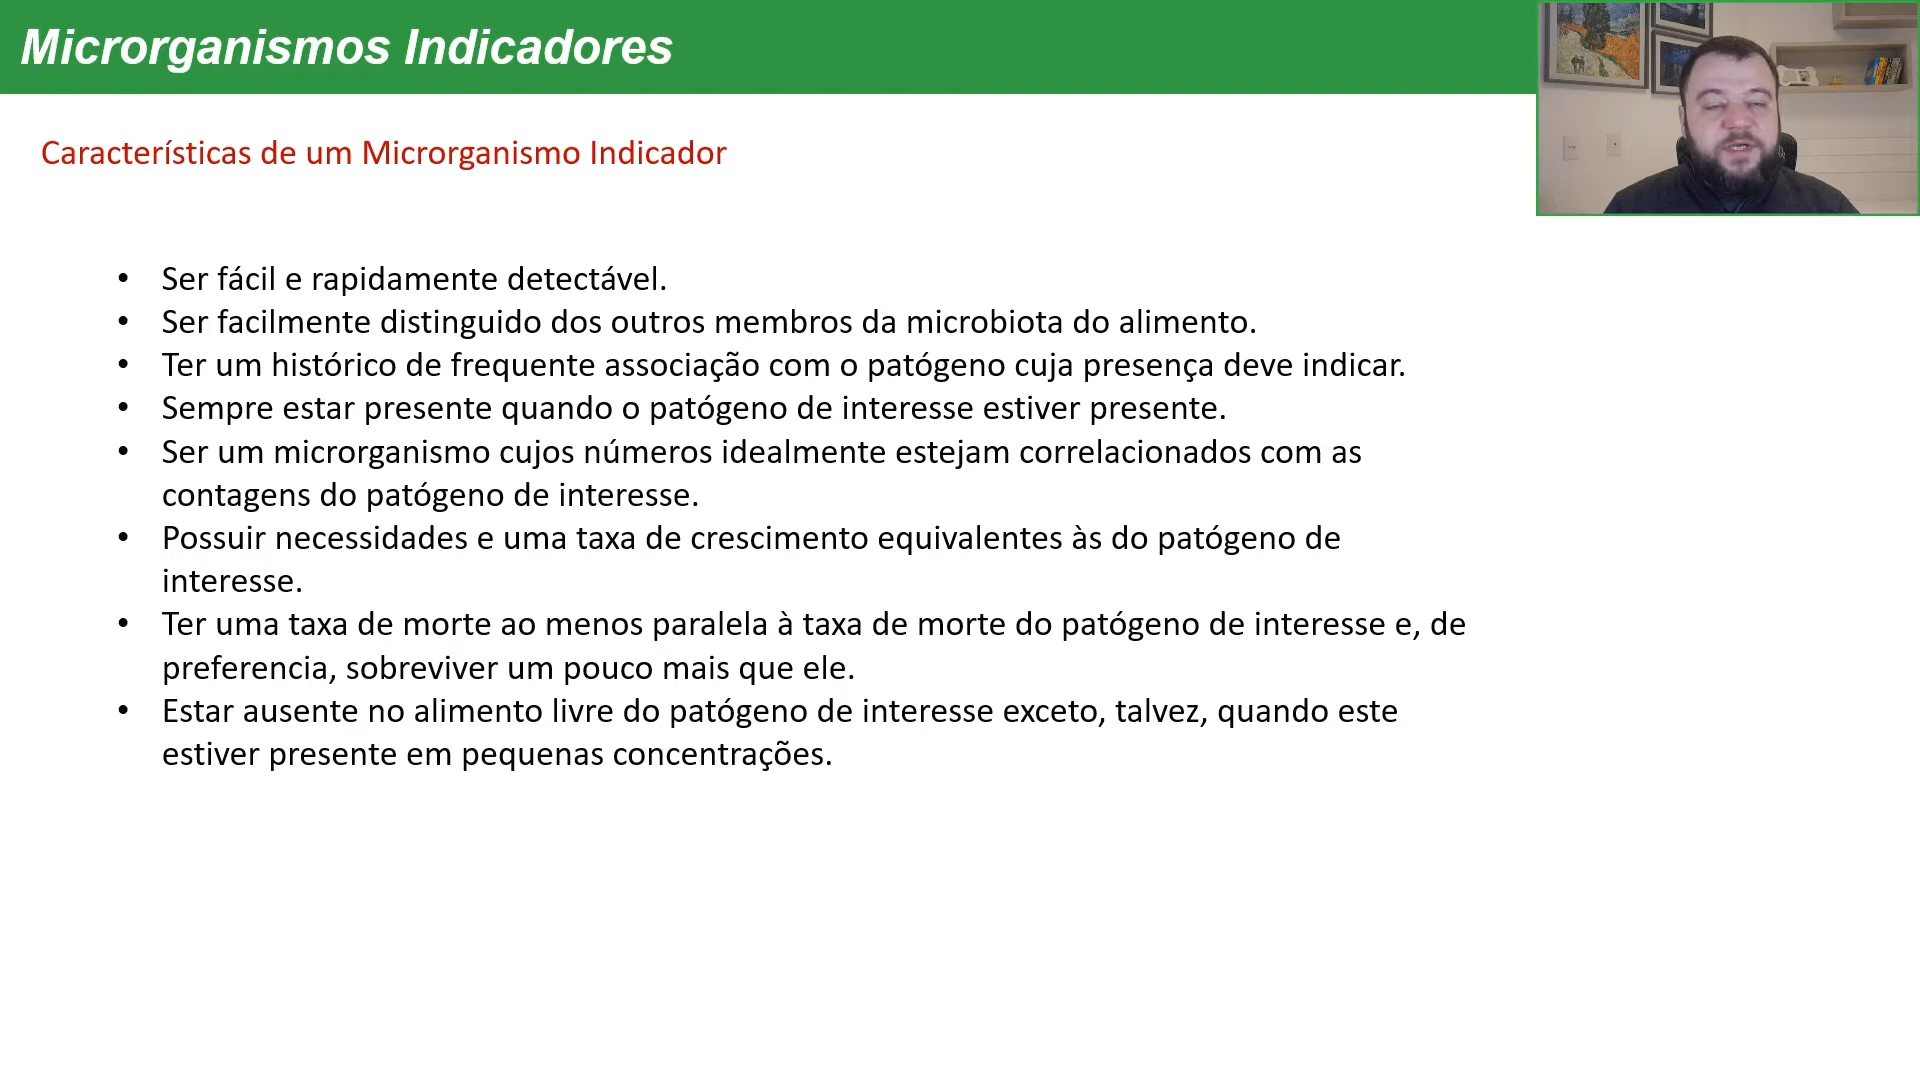 Microrganismos Indicadores
Características de um Microrganismo Indicador
• Ser fácil e rapidamente detectável.
• Ser facilmente distinguido dos outros membros da microbiota do alimento.
• Ter um histórico de frequente associação com o patógeno cuja presença deve indicar.
• Sempre estar presente quando o patógeno de interesse estiver presente.
• Ser um microrganismo cujos números idealmente estejam correlacionados com as
contagens do patógeno de interesse.
• Possuir necessidades e uma taxa de crescimento equivalentes às do patógeno de
interesse.
• Ter uma taxa de morte ao menos paralela à taxa de morte do patógeno de interesse e, de
preferencia, sobreviver um pouco mais que ele.
• Estar ausente no alimento livre do patógeno de interesse exceto, talvez, quando este
estiver presente em pequenas concentrações.